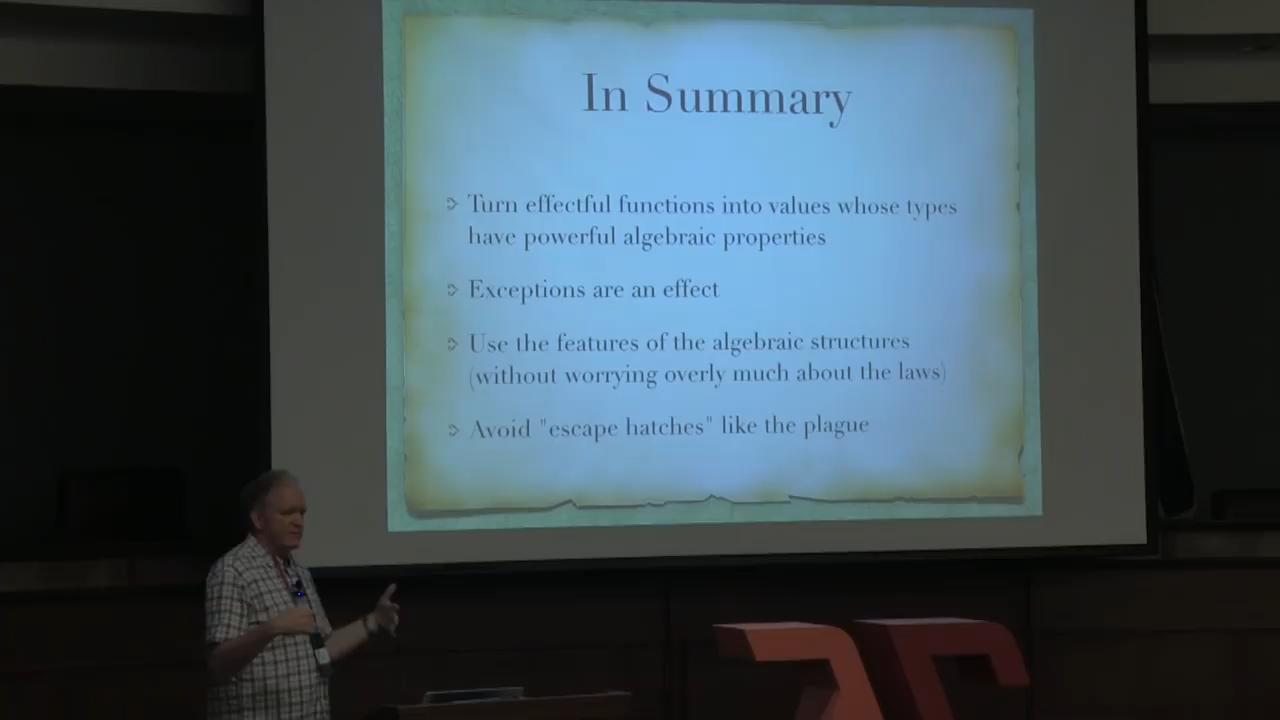 In Summary
Turn effectful functions into values whose types
have powerful algebraic properties
Exceptions are an effect
Use the features of the algebraic structures
(without worrying overly much about the laws)
Avoid "escape hatches" like the plague